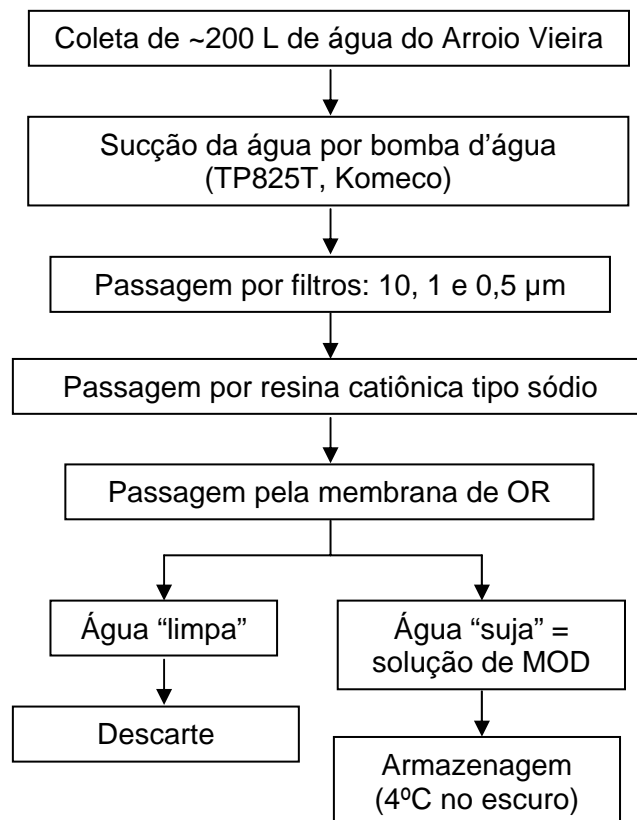 Coleta de ~200 L de água do Arroio Vieira
Sucção da água por bomba d’água
(TP825T, Komeco)
Passagem por filtros: 10, 1 e 0,5 µm
Passagem por resina catiônica tipo sódio
Passagem pela membrana de OR
Água “limpa”
Descarte
Água “suja” =
solução de MOD
Armazenagem
(4ºC no escuro)